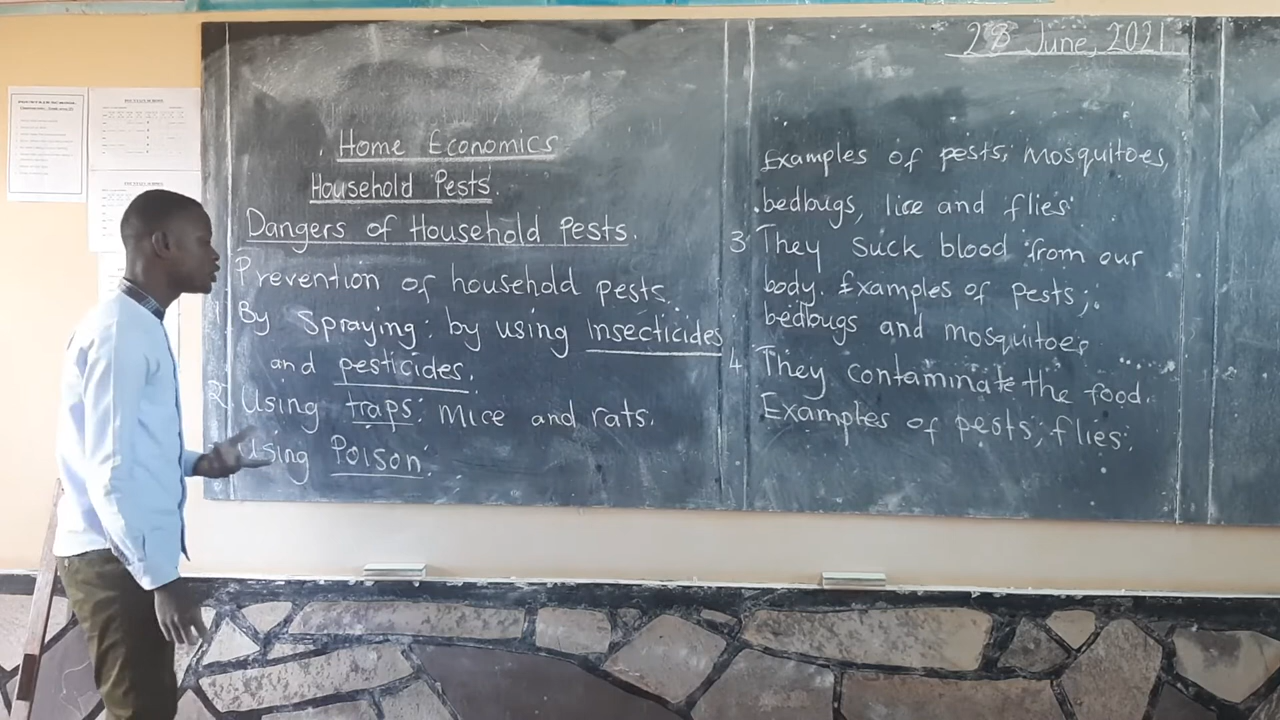 Home Economics
Household Pests.
Dangers of Household Pests.
Prevention of household pests.
1. By Spraying: by using insecticides
and pesticides.
2. Using traps: Mice and rats.
Using Poison:
28 June, 2021
Examples of pests; Mosquitoes,
bedbugs, lice and flies.
3 They suck blood from our
body. Examples of pests;
bedbugs and mosquitoes
4 They contaminate the food.
Examples of pests; flies;